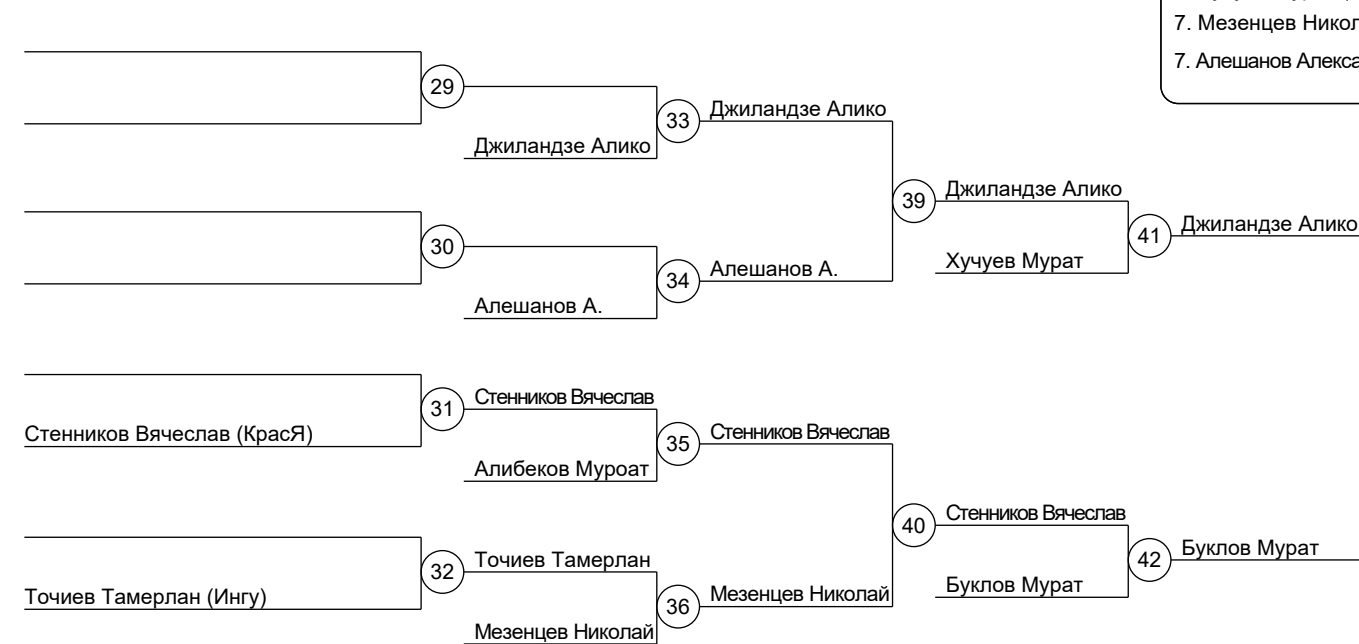 7. Мезенцев Никол
7. Алешанов Алекса
29
33
Джиландзе Алико
Джиландзе Алико
39
Джиландзе Алико
41
Джиландзе Алико
30
Хучуев Мурат
34
Алешанов А.
Алешанов А.
31
Стенников Вячеслав
Стенников Вячеслав (КрасЯ)
35
Стенников Вячеслав
Алибеков Муроат
40
Стенников Вячеслав
42
Буклов Мурат
32
Точиев Тамерлан
Буклов Мурат
Точиев Тамерлан (Ингу)
36
Мезенцев Николай
Мезенцев Николай